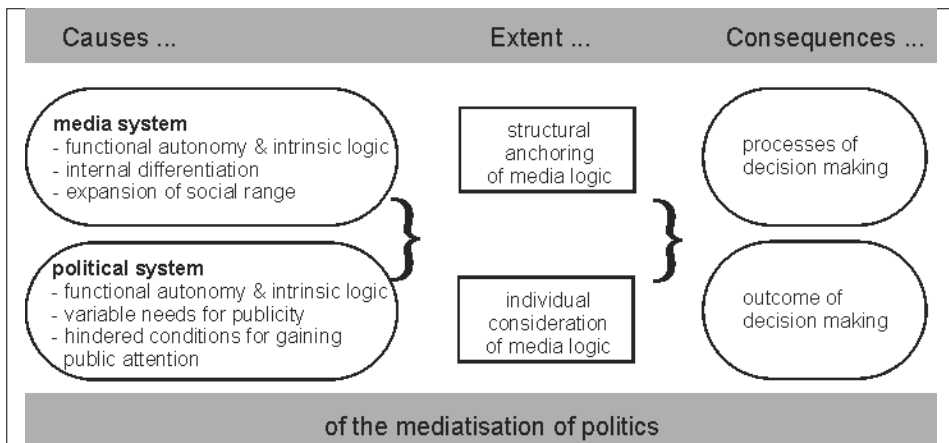 Causes ...
Extent ...
Consequences ...
media system
- functional autonomy & intrinsic logic
- internal differentiation
- expansion of social range
political system
- functional autonomy & intrinsic logic
- variable needs for publicity
- hindered conditions for gaining
public attention
structural
anchoring
of media logic
individual
consideration
of media logic
processes of
decision making
outcome of
decision making
of the mediatisation of politics